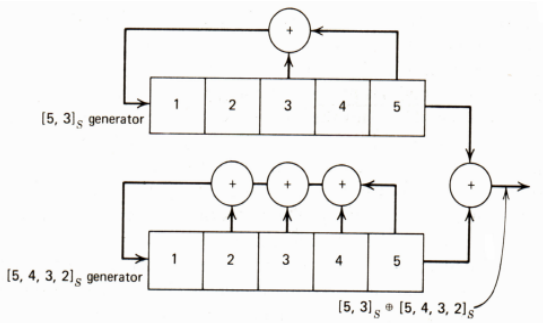 +
1 2 3 4 5
[5, 3]S generator
+ + + +
1 2 3 4 5
[5, 4, 3, 2]S generator
[5, 3]S ⊕ [5, 4, 3, 2]S